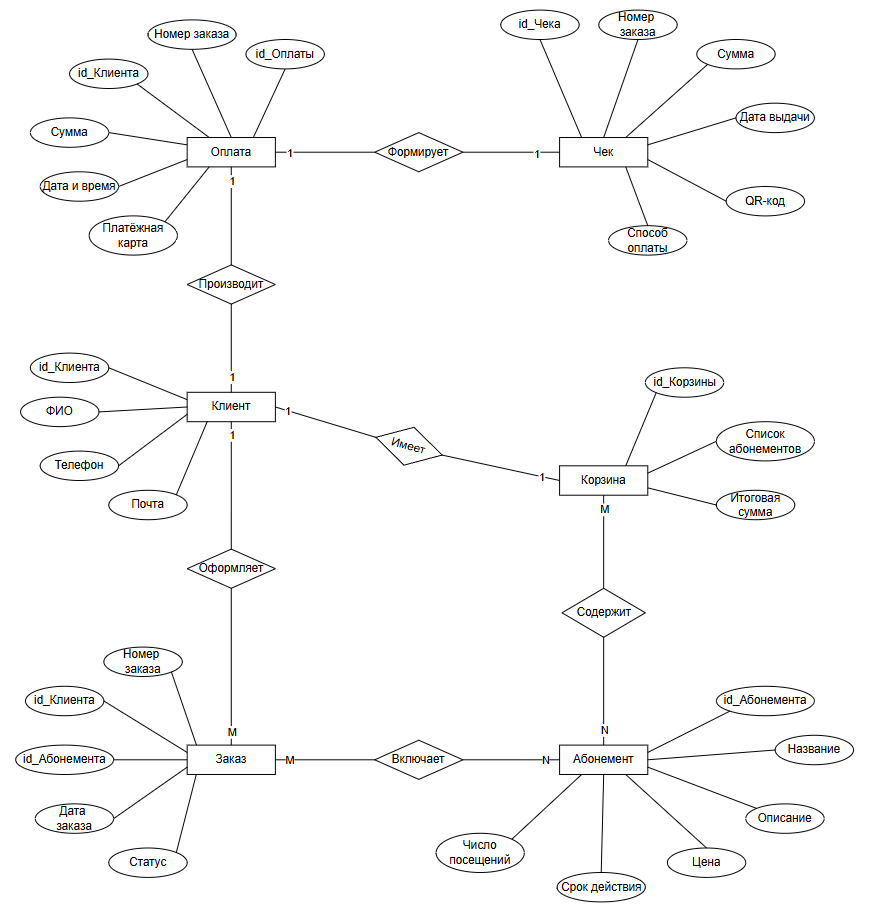 id_Чека
Номер
заказа
Номер заказа
id_Оплаты
Сумма
id_Клиента
Дата выдачи
Сумма
Оплата
1
Формирует
1
Чек
Дата и время
1
QR-код
Платёжная
карта
Способ
оплаты
Производит
id_Клиента
1
id_Корзины
ФИО
Клиент
1
1
Имеет
Список
абонементов
Телефон
1
Корзина
Почта
Итоговая
сумма
M
Оформляет
Содержит
Номер
заказа
id_Клиента
id_Абонемента
M
N
Название
id_Абонемента
Заказ
M
Включает
N
Абонемент
Дата
заказа
Описание
Статус
Число
посещений
Цена
Срок действия